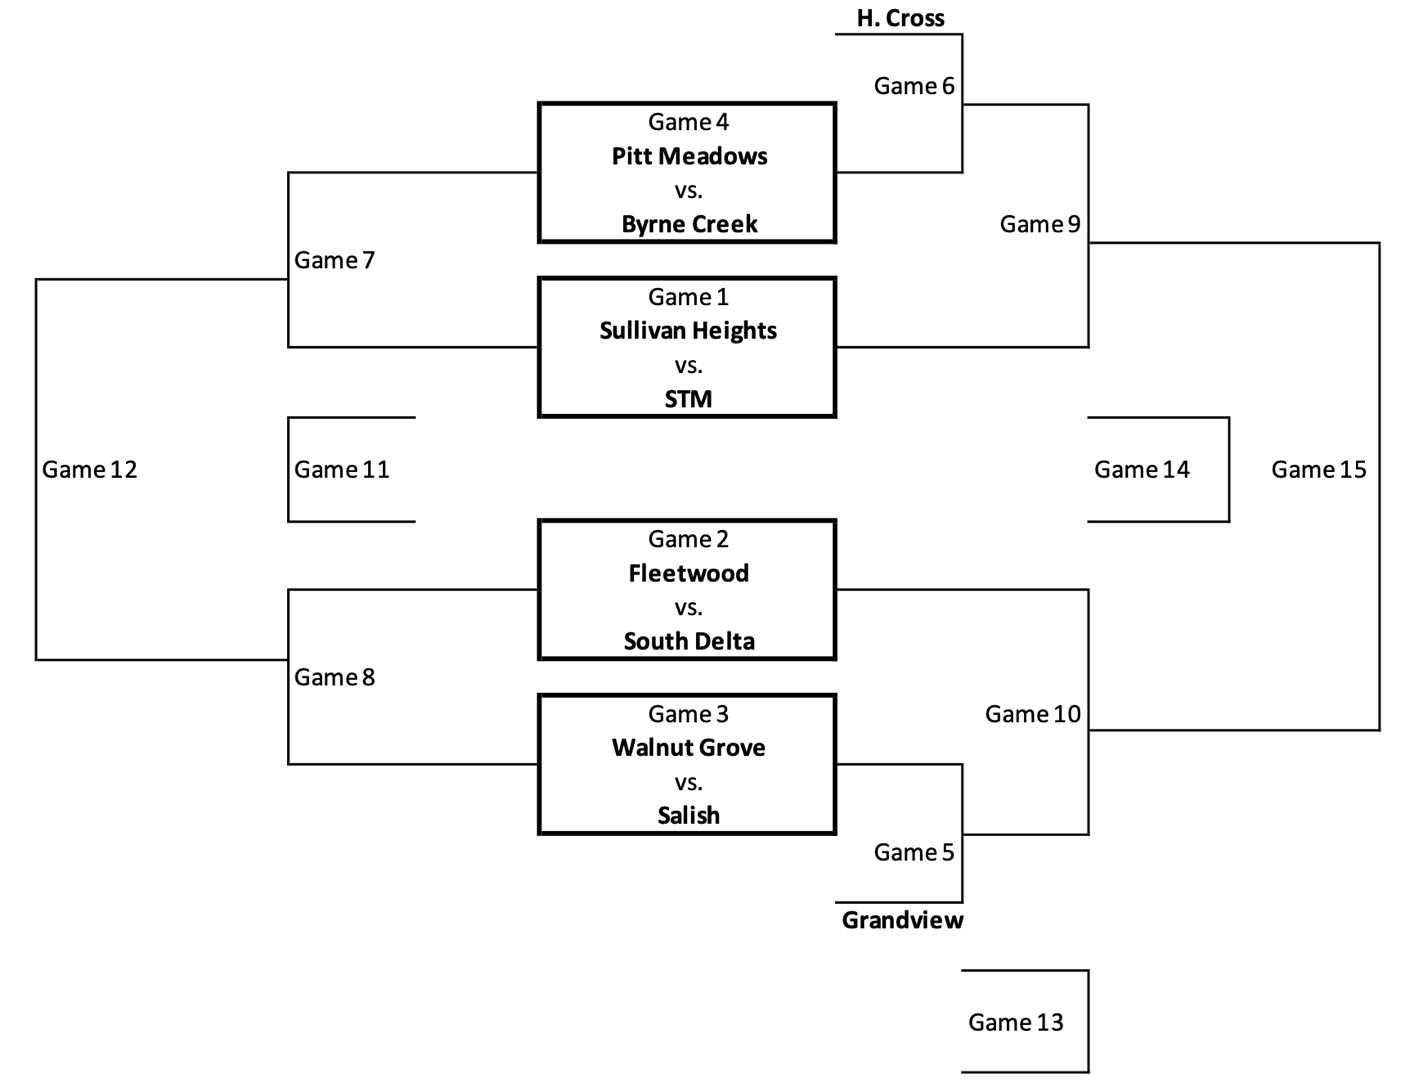 H. Cross
Game 6
Game 4
Pitt Meadows
vs.
Byrne Creek
Game 9
Game 7
Game 1
Sullivan Heights
vs.
STM
Game 12
Game 11
Game 14
Game 15
Game 2
Fleetwood
vs.
South Delta
Game 8
Game 3
Walnut Grove
vs.
Salish
Game 10
Game 5
Grandview
Game 13